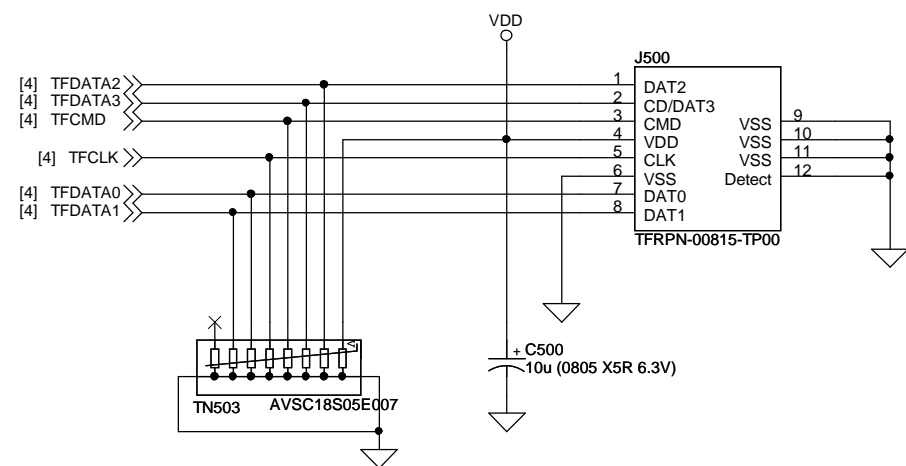 VDD
J500
[4] TFDATA2 1 DAT2
[4] TFDATA3 2 CD/DAT3
[4] TFCMD 3 CMD VSS 9
4 VDD VSS 10
[4] TFCLK 5 CLK VSS 11
6 VSS Detect 12
[4] TFDATA0 7 DAT0
[4] TFDATA1 8 DAT1
TFRPN-00815-TP00
V
+ C500
10u (0805 X5R 6.3V)
TN503 AVSC18S05E007